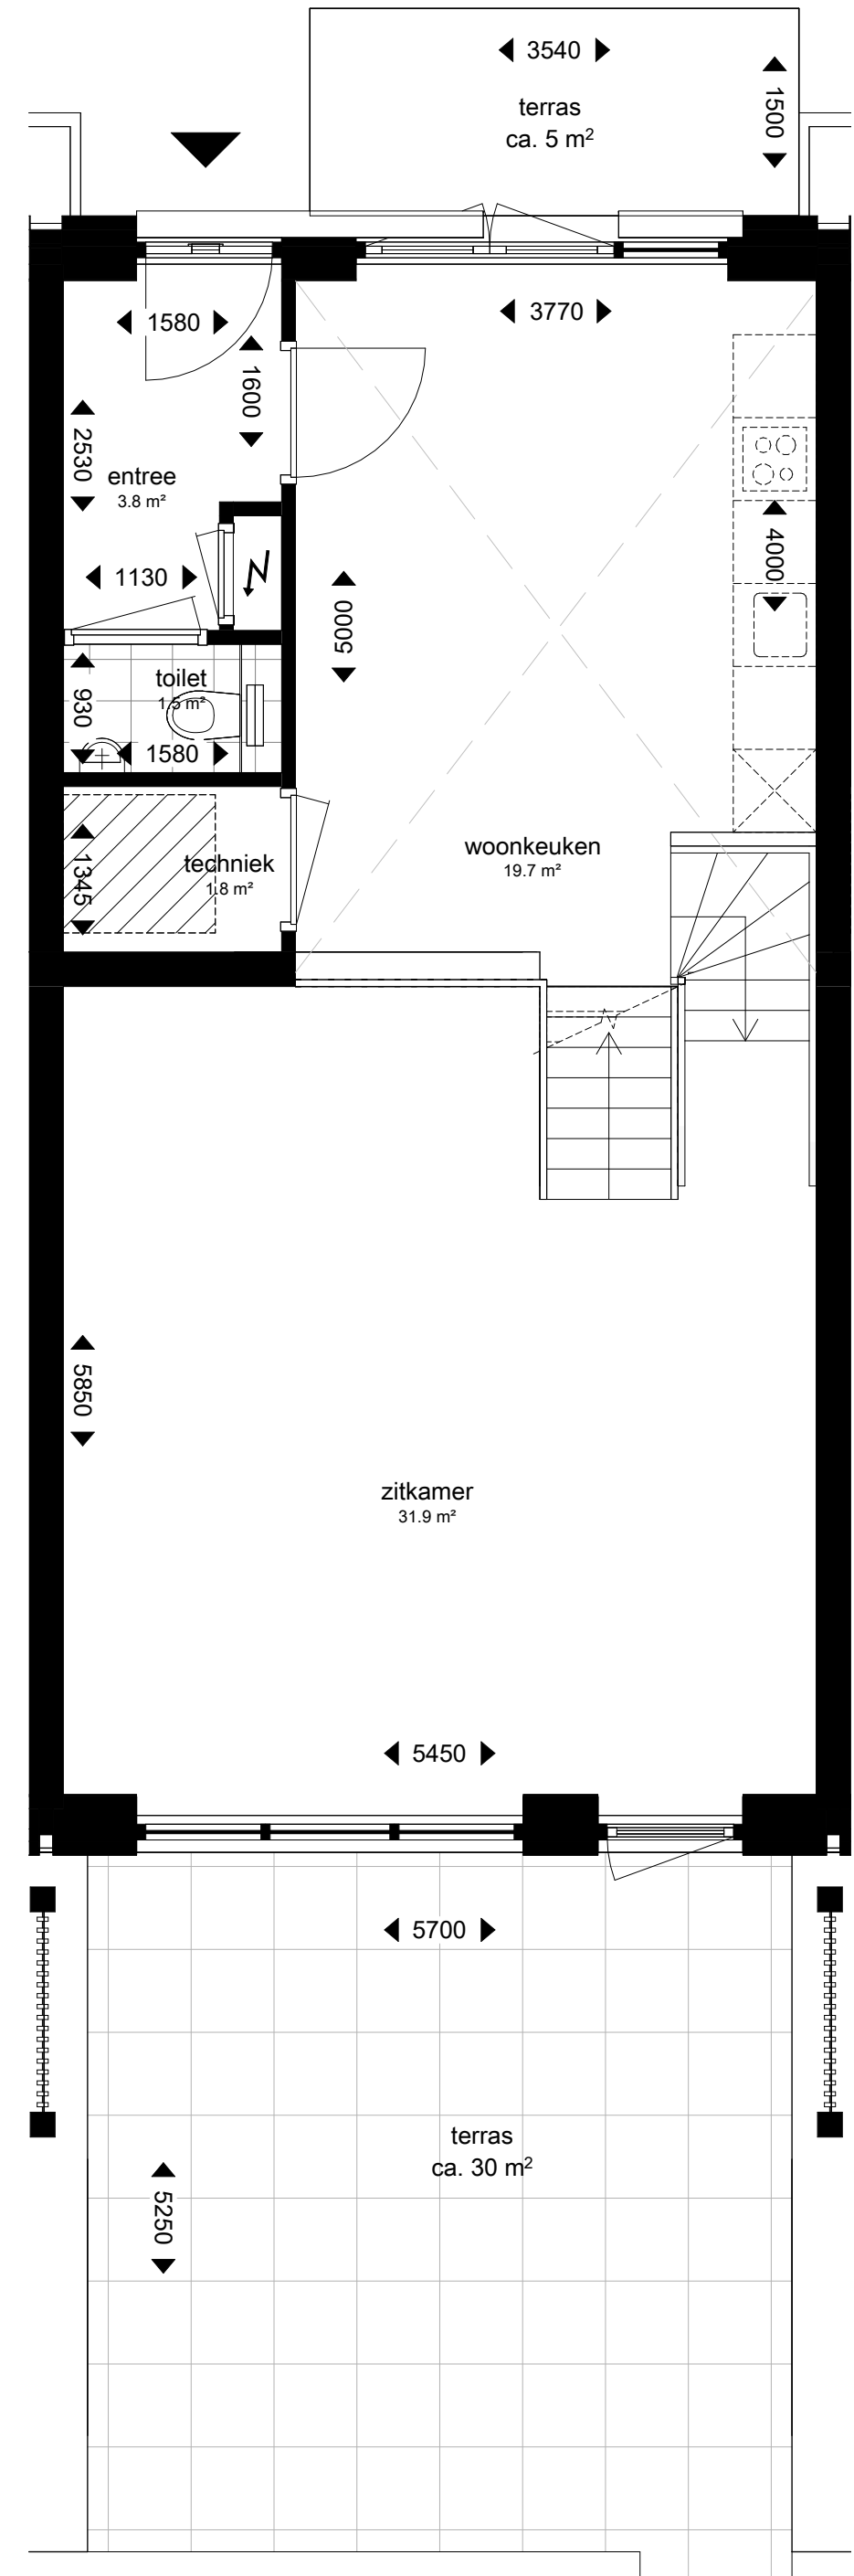 3540
terras
ca. 5 m²
1500
1580
3770
1600
2530
entree
3.8 m²
1130
4000
5000
toilet
1.5 m²
930
1580
woonkeuken
19.7 m²
techniek
1.8 m²
1345
5850
zitkamer
31.9 m²
5450
5700
terras
ca. 30 m²
5250